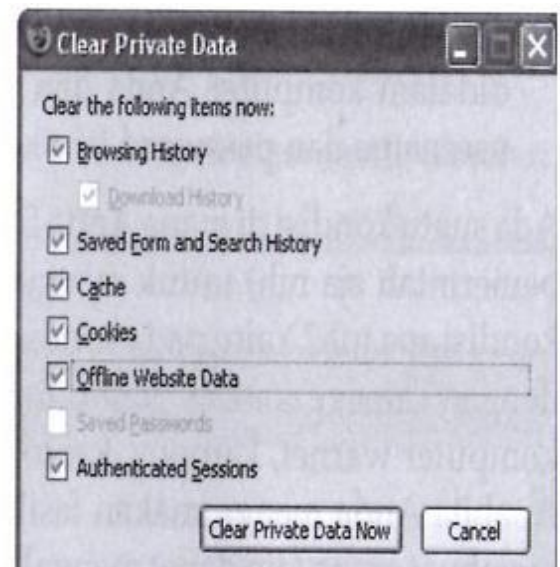 Clear Private Data
Clear the following items now:
Browsing History
Download History
Saved Form and Search History
Cache
Cookies
Offline Website Data
Saved Passwords
Authenticated Sessions
Clear Private Data Now Cancel